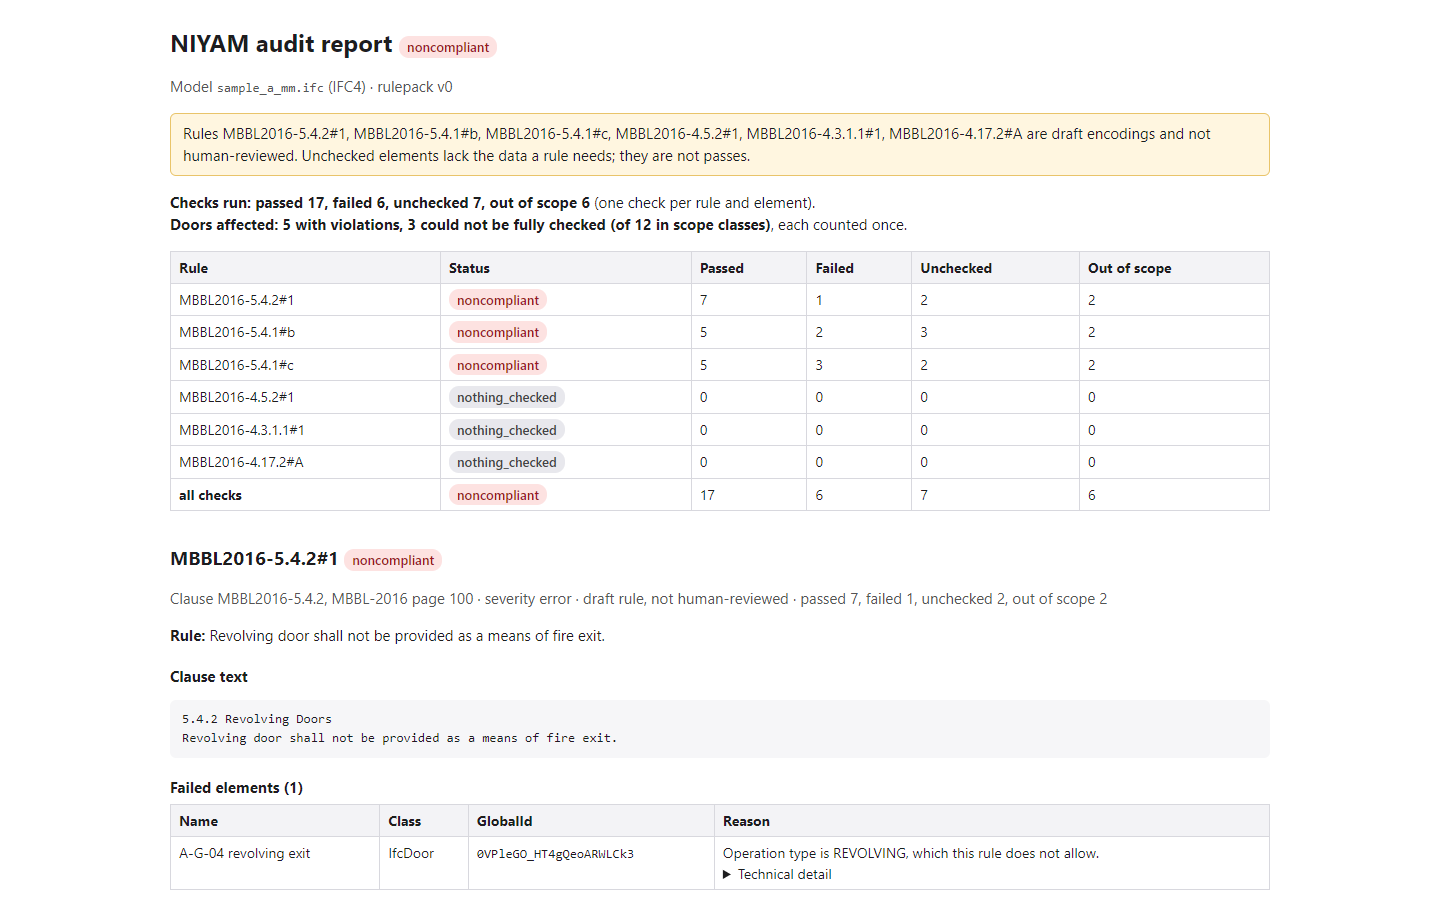 NIYAM audit report noncompliant
Model sample_a_mm.ifc (IFC4) · rulepack v0
Rules MBBL2016-5.4.2#1, MBBL2016-5.4.1#b, MBBL2016-5.4.1#c, MBBL2016-4.5.2#1, MBBL2016-4.3.1.1#1, MBBL2016-4.17.2#A are draft encodings and not
human-reviewed. Unchecked elements lack the data a rule needs; they are not passes.
Checks run: passed 17, failed 6, unchecked 7, out of scope 6 (one check per rule and element).
Doors affected: 5 with violations, 3 could not be fully checked (of 12 in scope classes), each counted once.
Rule Status Passed Failed Unchecked Out of scope
MBBL2016-5.4.2#1 noncompliant 7 1 2 2
MBBL2016-5.4.1#b noncompliant 5 2 3 2
MBBL2016-5.4.1#c noncompliant 5 3 2 2
MBBL2016-4.5.2#1 nothing_checked 0 0 0 0
MBBL2016-4.3.1.1#1 nothing_checked 0 0 0 0
MBBL2016-4.17.2#A nothing_checked 0 0 0 0
all checks noncompliant 17 6 7 6
MBBL2016-5.4.2#1 noncompliant
Clause MBBL2016-5.4.2, MBBL-2016 page 100 · severity error · draft rule, not human-reviewed · passed 7, failed 1, unchecked 2, out of scope 2
Rule: Revolving door shall not be provided as a means of fire exit.
Clause text
5.4.2 Revolving Doors
Revolving door shall not be provided as a means of fire exit.
Failed elements (1)
Name Class GlobalId Reason
A-G-04 revolving exit IfcDoor 0VPleGO_HT4gQeoARWLCk3 Operation type is REVOLVING, which this rule does not allow.
▶ Technical detail